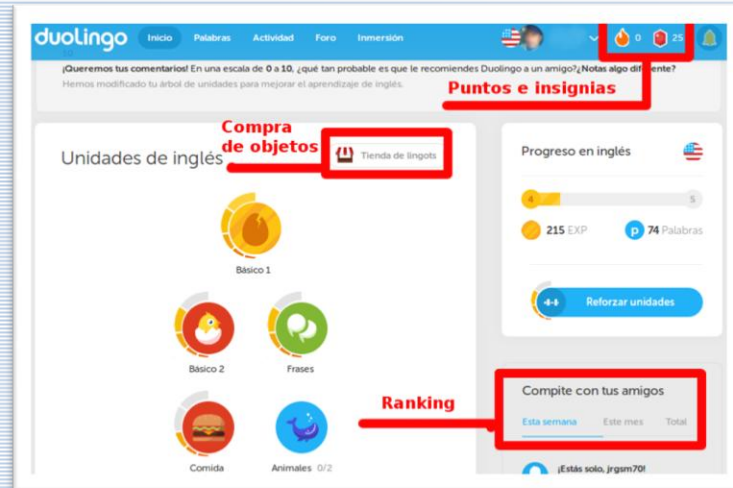 duolingo Inicio Palabras Actividad Foro Inmersión 0 25
10
¡Queremos tus comentarios! En una escala de 0 a 10, ¿qué tan probable es que le recomiendes Duolingo a un amigo?¿Notas algo diferente?
Hemos modificado tu árbol de unidades para mejorar el aprendizaje de inglés.
Puntos e insignias
Compra
de objetos
Unidades de inglés
Tienda de lingots
Progreso en inglés
4 5
215 EXP p 74 Palabras
Básico 1
Reforzar unidades
Básico 2 Frases
Ranking
Compite con tus amigos
Esta semana Este mes Total
Comida Animales 0/2
¡Estás solo, jrgsm70!